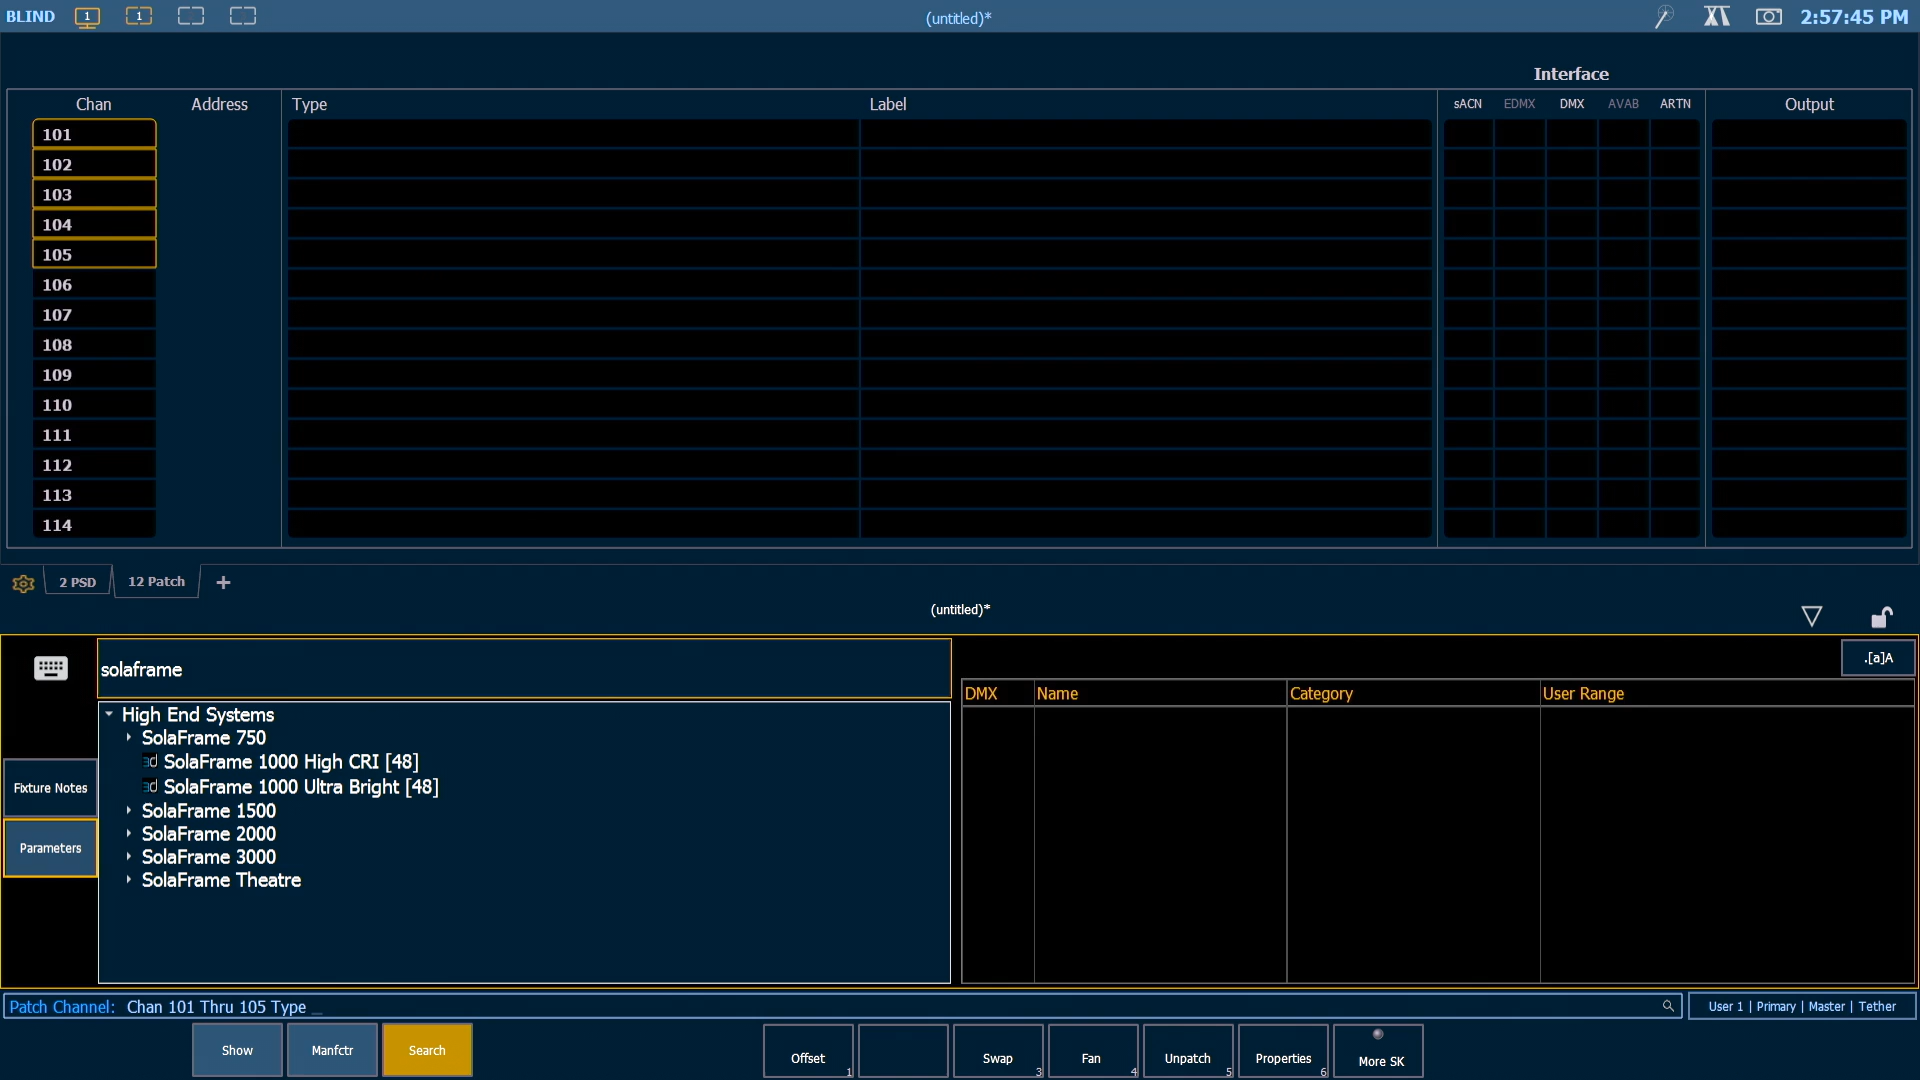 BLIND 1 1 (untitled)* 2:57:45 PM
Interface
Chan Address Type Label sACN EDMX DMX AVAB ARTN Output
101
102
103
104
105
106
107
108
109
110
111
112
113
114
2 PSD 12 Patch +
(untitled)*
solaframe
.[a]A
DMX Name Category User Range
High End Systems
SolaFrame 750
3d SolaFrame 1000 High CRI [48]
3d SolaFrame 1000 Ultra Bright [48]
SolaFrame 1500
SolaFrame 2000
SolaFrame 3000
SolaFrame Theatre
Fixture Notes
Parameters
Patch Channel: Chan 101 Thru 105 Type _
User 1 | Primary | Master | Tether
Show Manfctr Search Offset 1 Swap 3 Fan 4 Unpatch 5 Properties 6 More SK